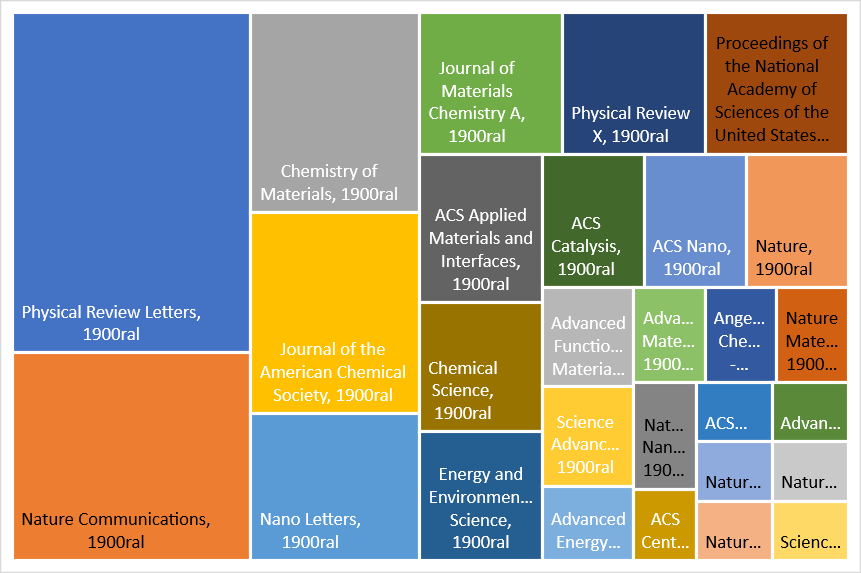 Physical Review Letters,
1900ral
Nature Communications,
1900ral
Chemistry of
Materials, 1900ral
Journal of the
American Chemical
Society, 1900ral
Nano Letters,
1900ral
Journal of
Materials
Chemistry A,
1900ral
Physical Review
X, 1900ral
Proceedings of
the National
Academy of
Sciences of the
United States...
ACS Applied
Materials and
Interfaces,
1900ral
Chemical
Science,
1900ral
Energy and
Environmen...
Science,
1900ral
ACS
Catalysis,
1900ral
ACS Nano,
1900ral
Nature,
1900ral
Advanced
Functio...
Materia...
Science
Advanc...
1900ral
Advanced
Energy...
Adva...
Mate...
1900...
Ange...
Che...
-...
Nature
Mate...
1900...
Nat...
Nan...
190...
ACS
Cent...
ACS...
Advan...
Natur...
Natur...
Natur...
Scienc...